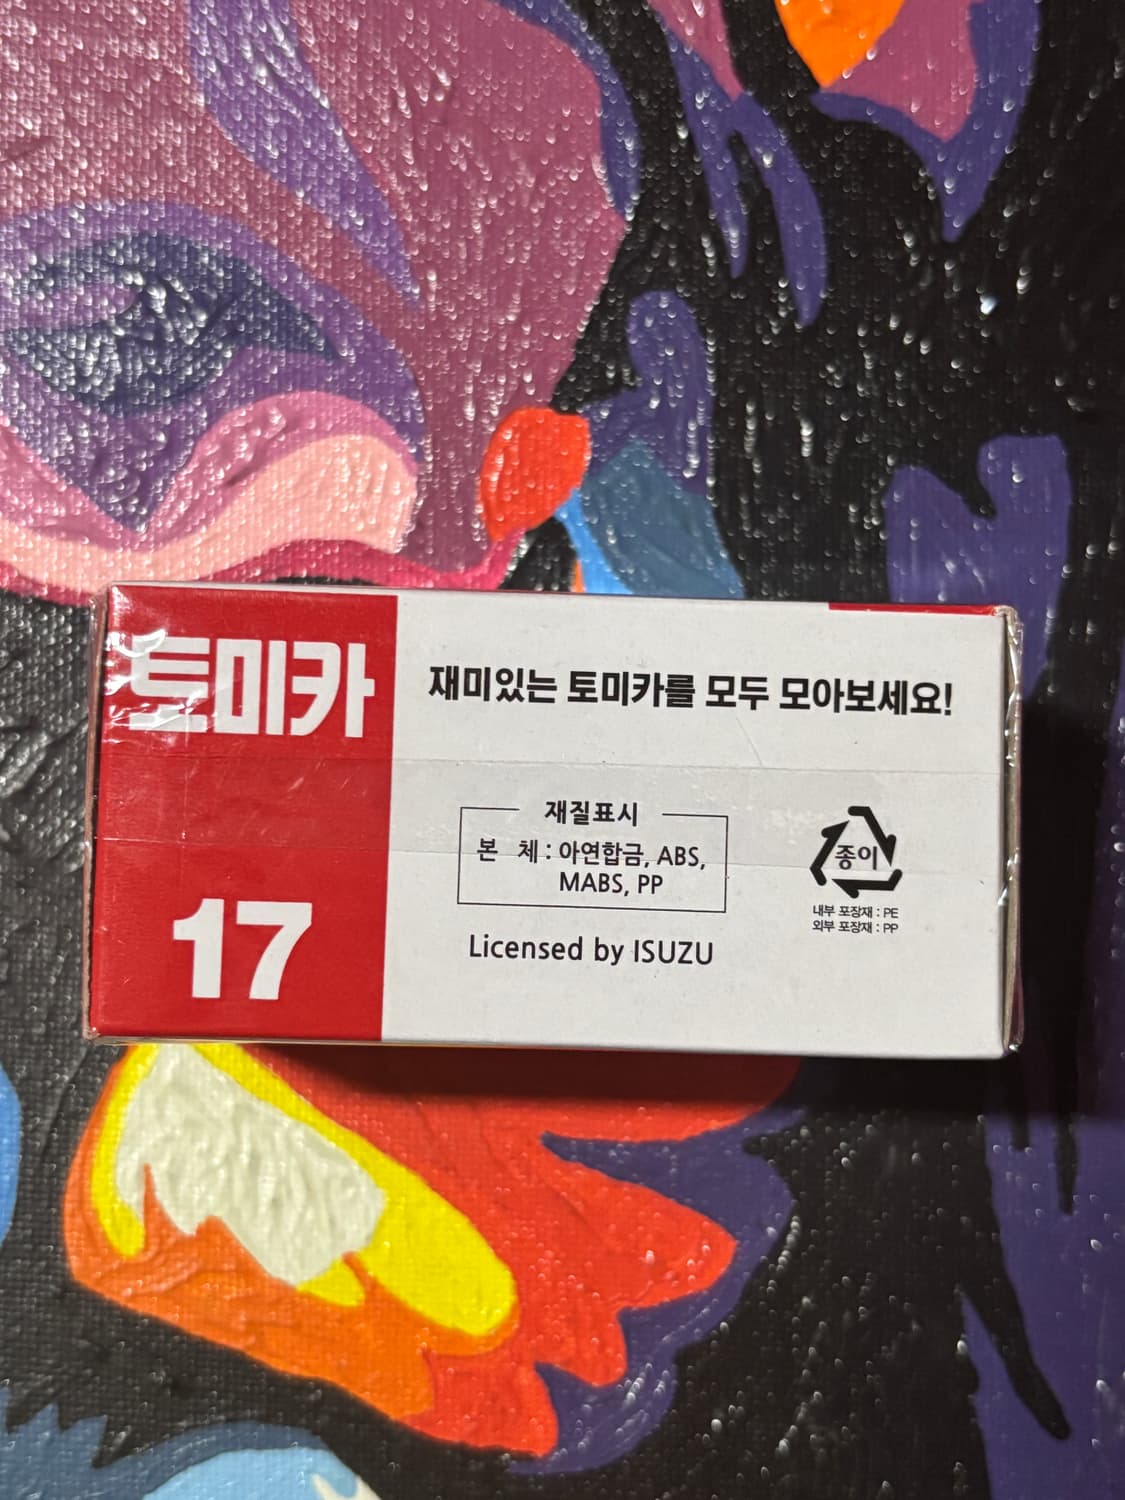 토미카
17
재미있는 토미카를 모두 모아보세요!
재질표시
본 체 : 아연합금, ABS,
MABS, PP
Licensed by ISUZU
종이
내부 포장재 : PE
외부 포장재 : PP